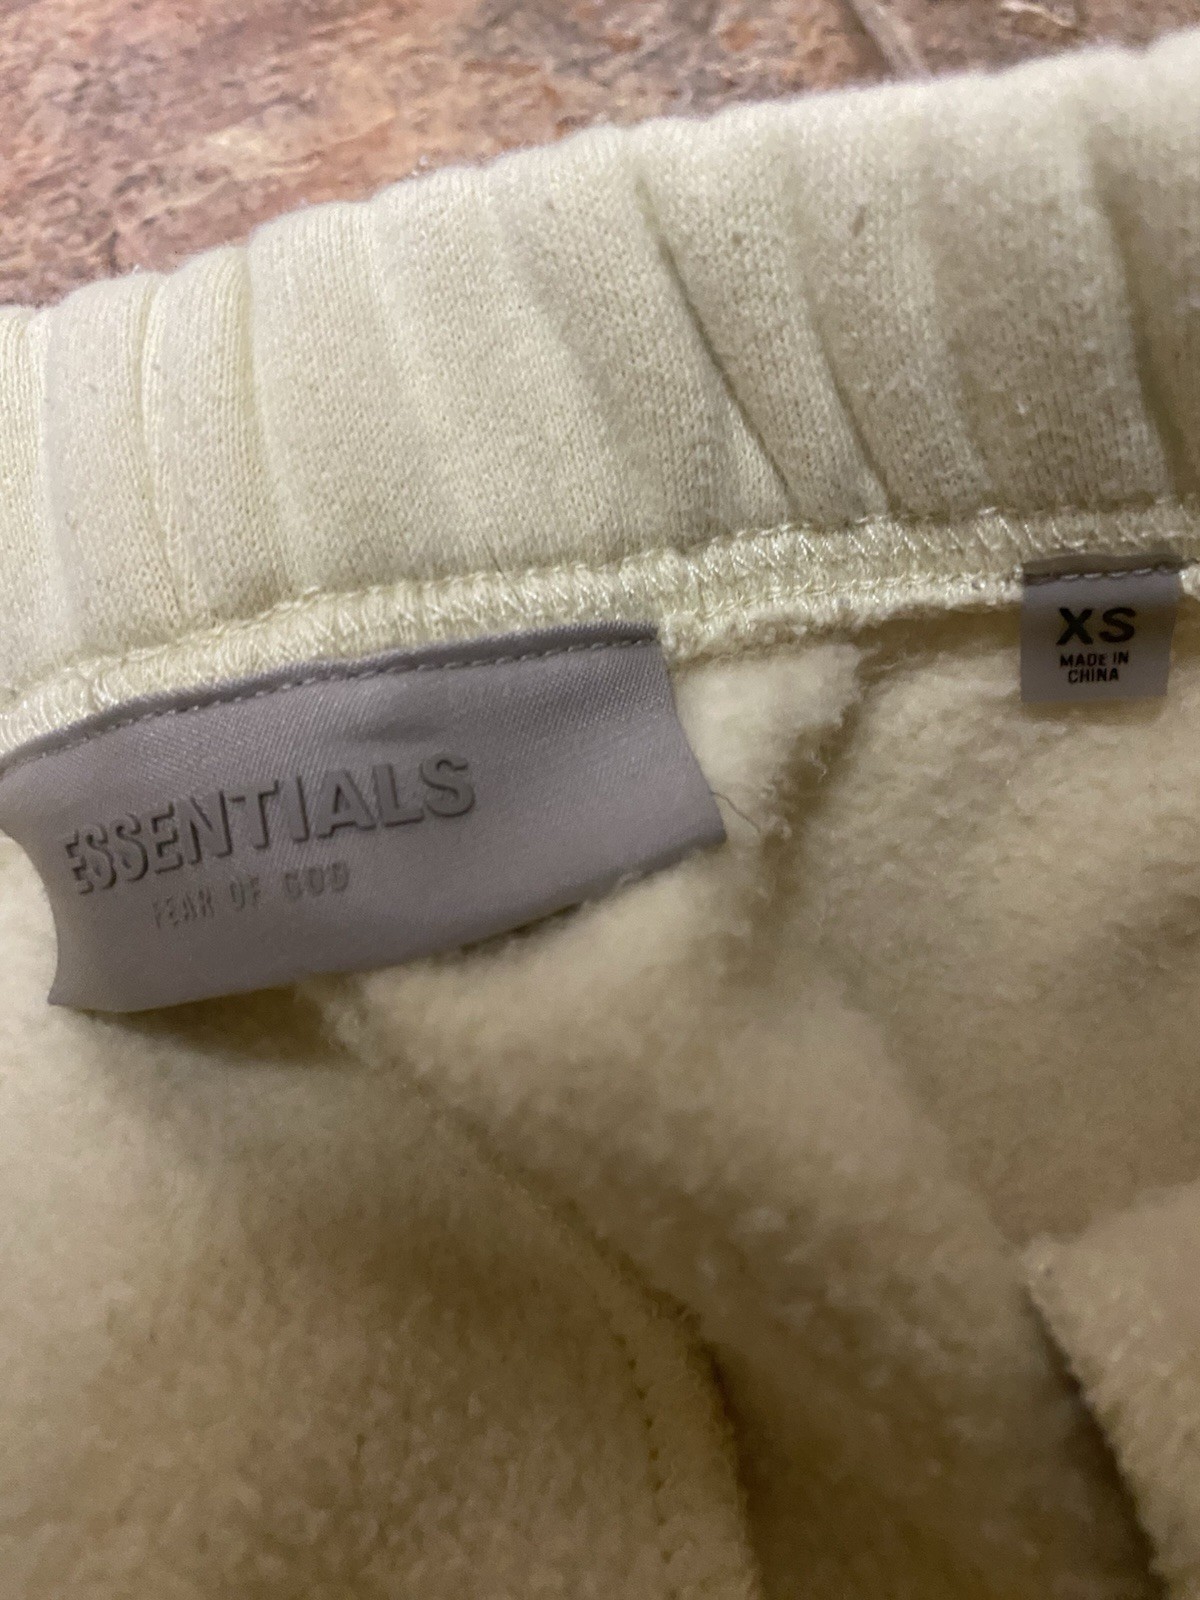 ESSENTIALS
FEAR OF GOD
XS
MADE IN
CHINA